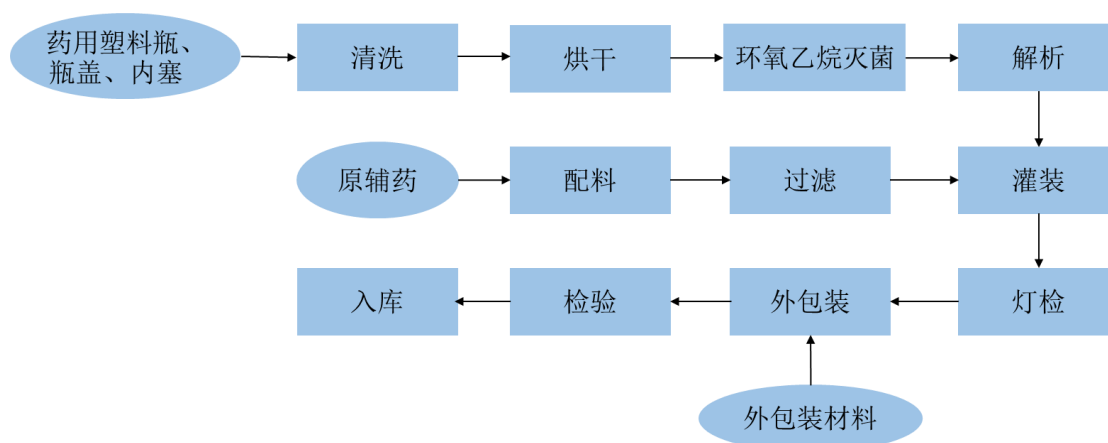 药用塑料瓶、
瓶盖、内塞
清洗
烘干
环氧乙烷灭菌
解析
原辅药
配料
过滤
灌装
入库
检验
外包装
灯检
外包装材料